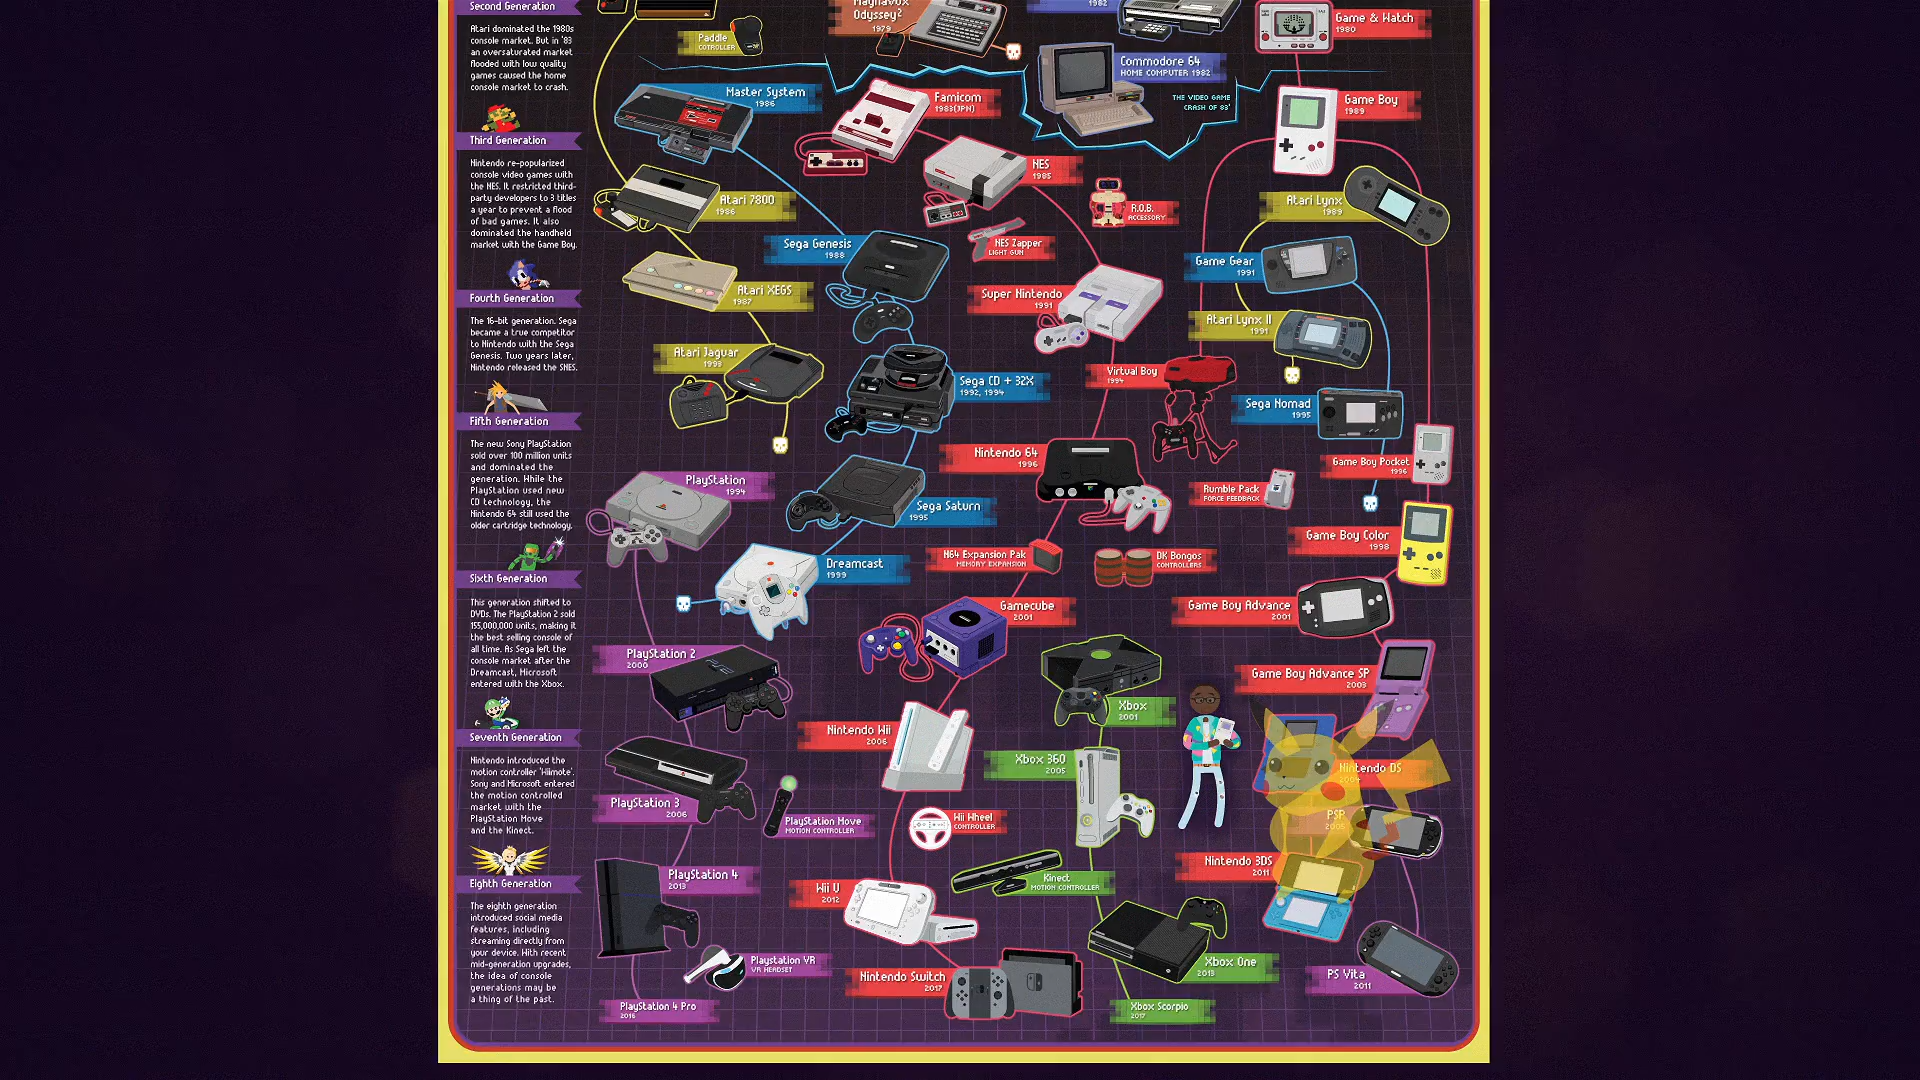 Second Generation
Atari dominated the 1980s
console market. But in '83
an oversaturated market
flooded with low quality
games caused the home
console market to crash.
Third Generation
Nintendo re-popularized
console video games with
the NES. It restricted third-
party developers to 3 titles
a year to prevent a flood
of bad games. It also
dominated the handheld
market with the Game Boy.
Fourth Generation
The 16-bit generation. Sega
became a true competitor
to Nintendo with the Sega
Genesis. Two years later,
Nintendo released the SNES.
Fifth Generation
The new Sony PlayStation
sold over 100 million units
and dominated the
generation. While the
PlayStation used new
CD technology, the
Nintendo 64 still used the
older cartridge technology.
Sixth Generation
This generation shifted to
DVDs. The PlayStation 2 sold
155,000,000 units, making it
the best selling console of
all time. As Sega left the
console market after the
Dreamcast, Microsoft
entered with the Xbox.
Seventh Generation
Nintendo introduced the
motion controller 'Wiimote'.
Sony and Microsoft entered
the motion controlled
market with the
PlayStation Move
and the Kinect.
Eighth Generation
The eighth generation
introduced social media
features, including
streaming directly from
your device. With recent
mid-generation upgrades,
the idea of console
generations may be
a thing of the past.
Magnavox
Odyssey²
1979
1982
Game & Watch
1980
Paddle
CONTROLLER
Commodore 64
HOME COMPUTER 1982
THE VIDEO GAME
CRASH OF 83'
Master System
1986
Famicom
1983(JPN)
Game Boy
1989
NES
1985
Atari 7800
1986
R.O.B.
ACCESSORY
Atari Lynx
1989
Sega Genesis
1988
NES Zapper
LIGHT GUN
Game Gear
1991
Atari XEGS
1987
Super Nintendo
1991
Atari Lynx II
1991
Atari Jaguar
1993
Sega CD + 32X
1992, 1994
Virtual Boy
1994
Sega Nomad
1995
Nintendo 64
1996
Game Boy Pocket
1996
PlayStation
1994
Sega Saturn
1995
Rumble Pack
FORCE FEEDBACK
Game Boy Color
1998
Dreamcast
1999
N64 Expansion Pak
MEMORY EXPANSION
DK Bongos
CONTROLLERS
Gamecube
2001
Game Boy Advance
2001
PlayStation 2
2000
Game Boy Advance SP
2003
Xbox
2001
Nintendo Wii
2006
Xbox 360
2005
Nintendo DS
2004
PlayStation 3
2006
PlayStation Move
MOTION CONTROLLER
Wii Wheel
CONTROLLER
PSP
2005
PlayStation 4
2013
Wii U
2012
Kinect
MOTION CONTROLLER
Nintendo 3DS
2011
Playstation VR
VR HEADSET
Nintendo Switch
2017
Xbox One
2013
PS Vita
2011
PlayStation 4 Pro
2016
Xbox Scorpio
2017